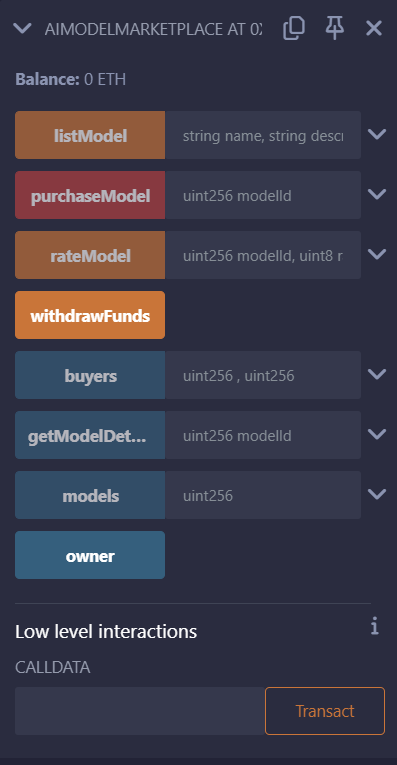 AIMODELMARKETPLACE AT 0X
Balance: 0 ETH
listModel string name, string descr
purchaseModel uint256 modelId
rateModel uint256 modelId, uint8 r
withdrawFunds
buyers uint256 , uint256
getModelDet... uint256 modelId
models uint256
owner
Low level interactions
i
CALLDATA
Transact